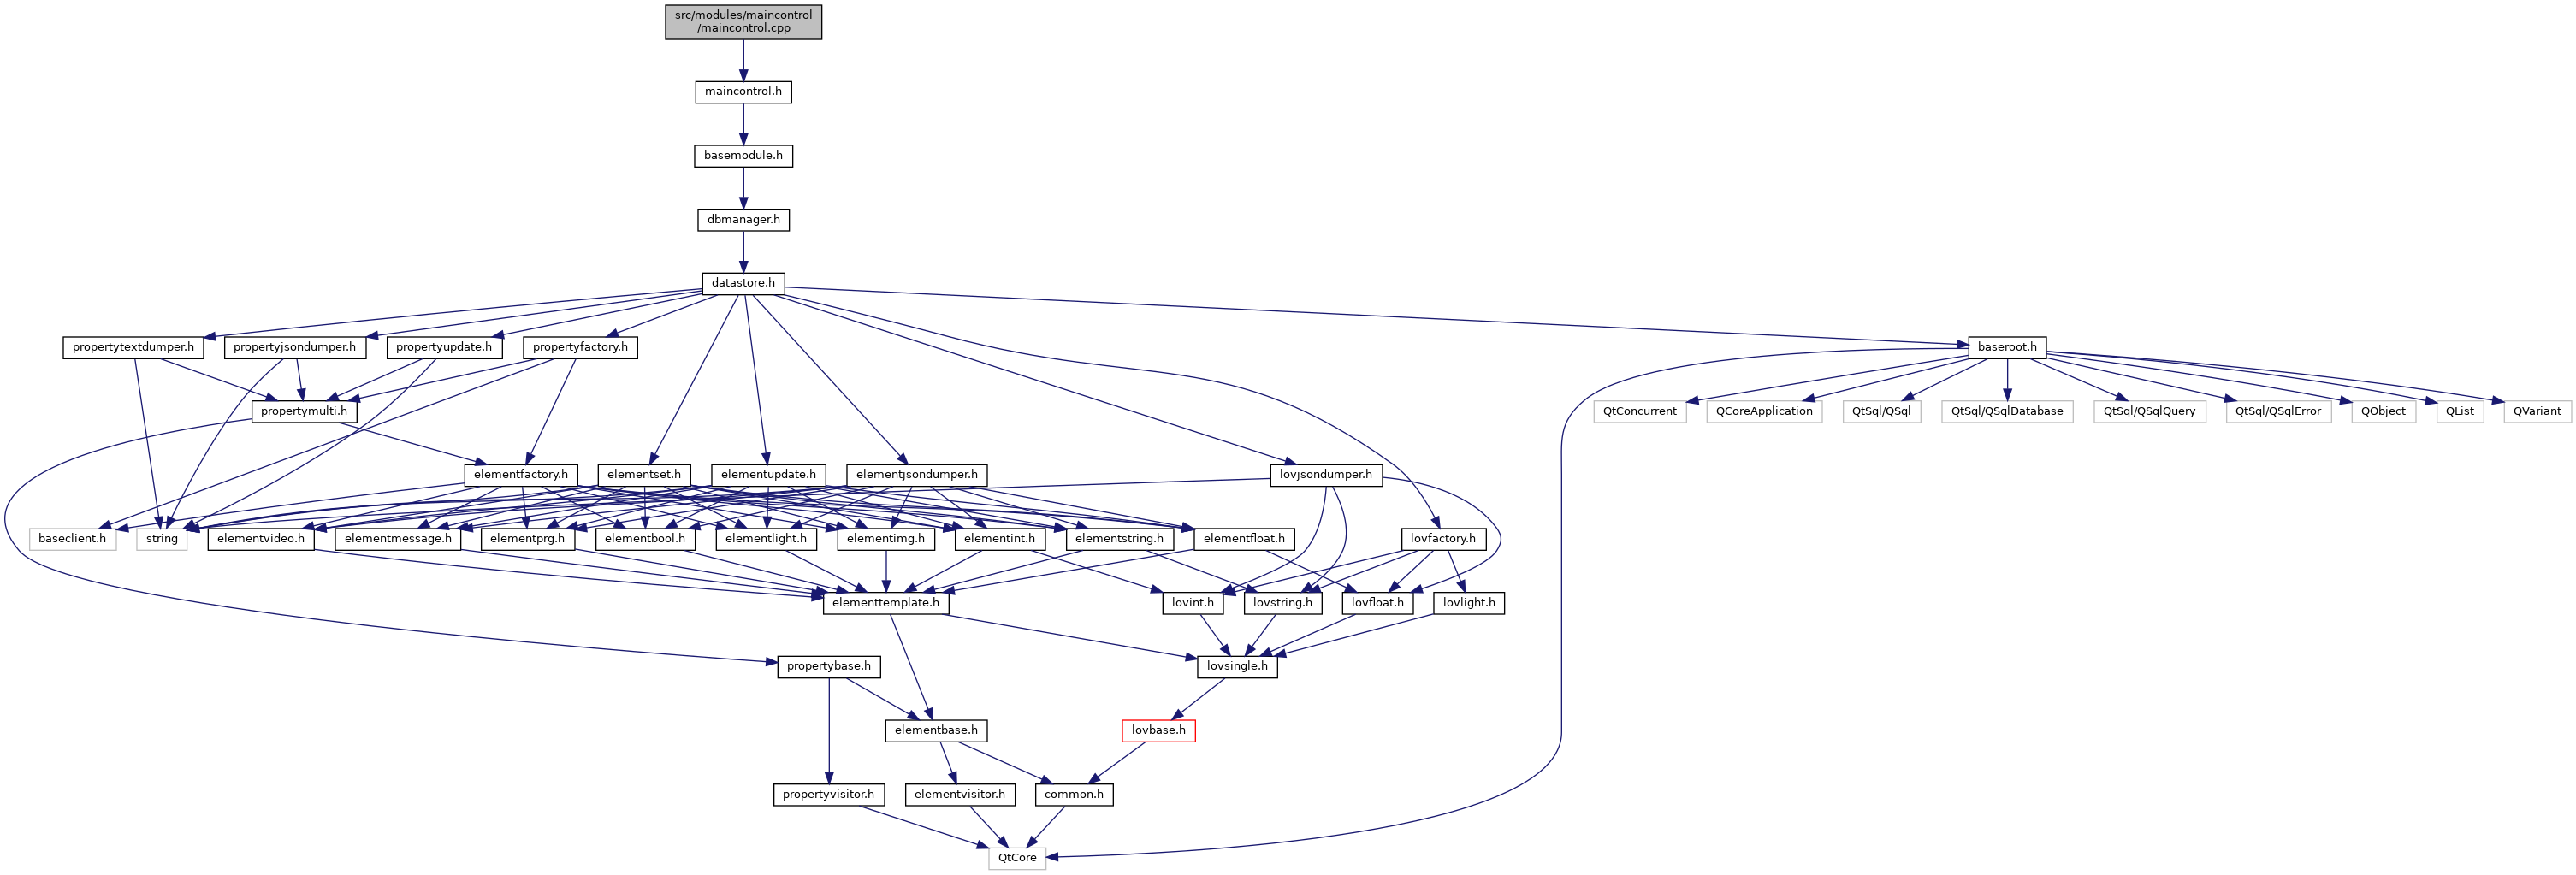 src/modules/maincontrol
/maincontrol.cpp
maincontrol.h
basemodule.h
dbmanager.h
datastore.h
propertytextdumper.h
propertyjsondumper.h
propertyupdate.h
propertyfactory.h
baseroot.h
propertymulti.h
QtConcurrent
QCoreApplication
QtSql/QSql
QtSql/QSqlDatabase
QtSql/QSqlQuery
QtSql/QSqlError
QObject
QList
QVariant
elementfactory.h
elementset.h
elementupdate.h
elementjsondumper.h
lovjsondumper.h
baseclient.h
string
elementvideo.h
elementmessage.h
elementprg.h
elementbool.h
elementlight.h
elementimg.h
elementint.h
elementstring.h
elementfloat.h
lovfactory.h
elementtemplate.h
lovint.h
lovstring.h
lovfloat.h
lovlight.h
propertybase.h
lovsingle.h
elementbase.h
lovbase.h
propertyvisitor.h
elementvisitor.h
common.h
QtCore